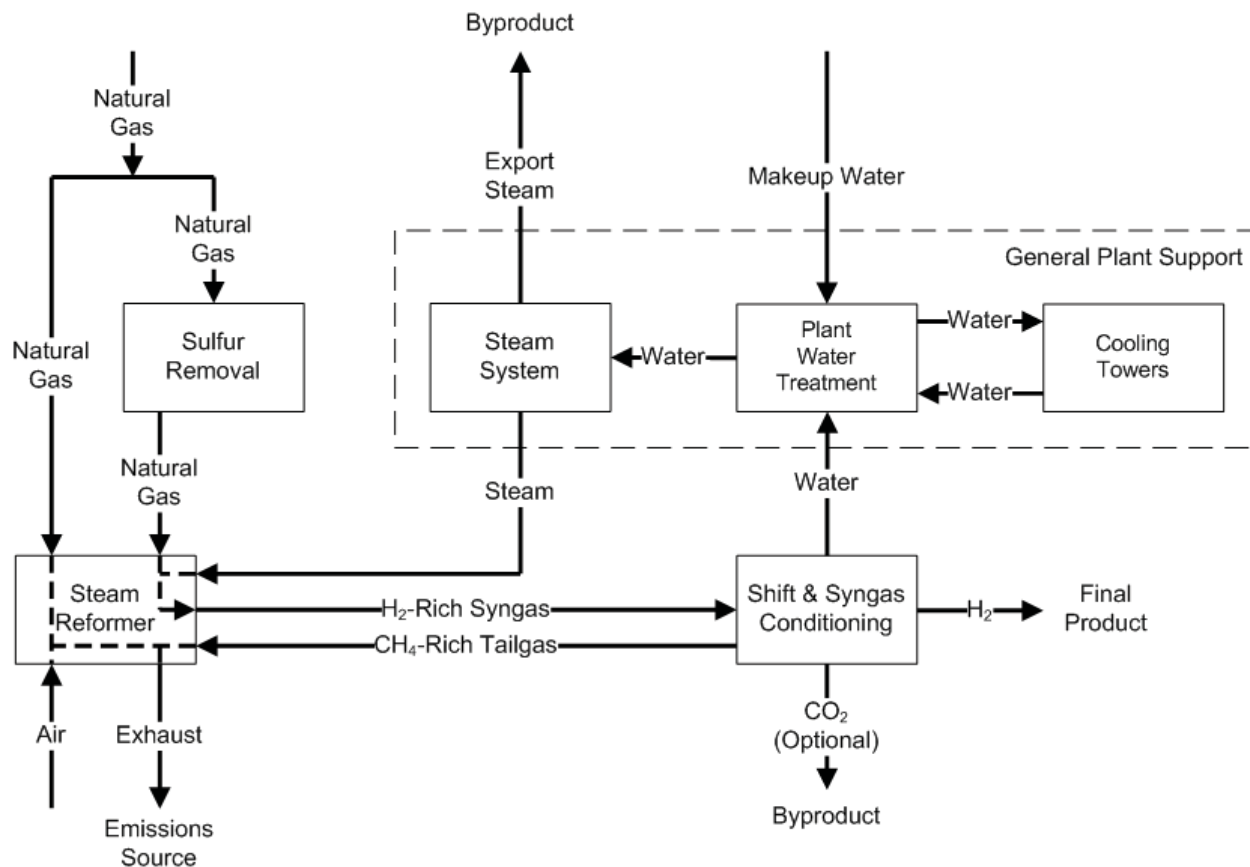 Byproduct
Natural
Gas
Export
Steam
Makeup Water
Natural
Gas
General Plant Support
Natural
Gas
Sulfur
Removal
Steam
System
Water
Plant
Water
Treatment
Water
Water
Cooling
Towers
Natural
Gas
Steam
Water
Steam
Reformer
H₂-Rich Syngas
CH₄-Rich Tailgas
Shift & Syngas
Conditioning
H₂
Final
Product
Air
Exhaust
CO₂
(Optional)
Emissions
Source
Byproduct